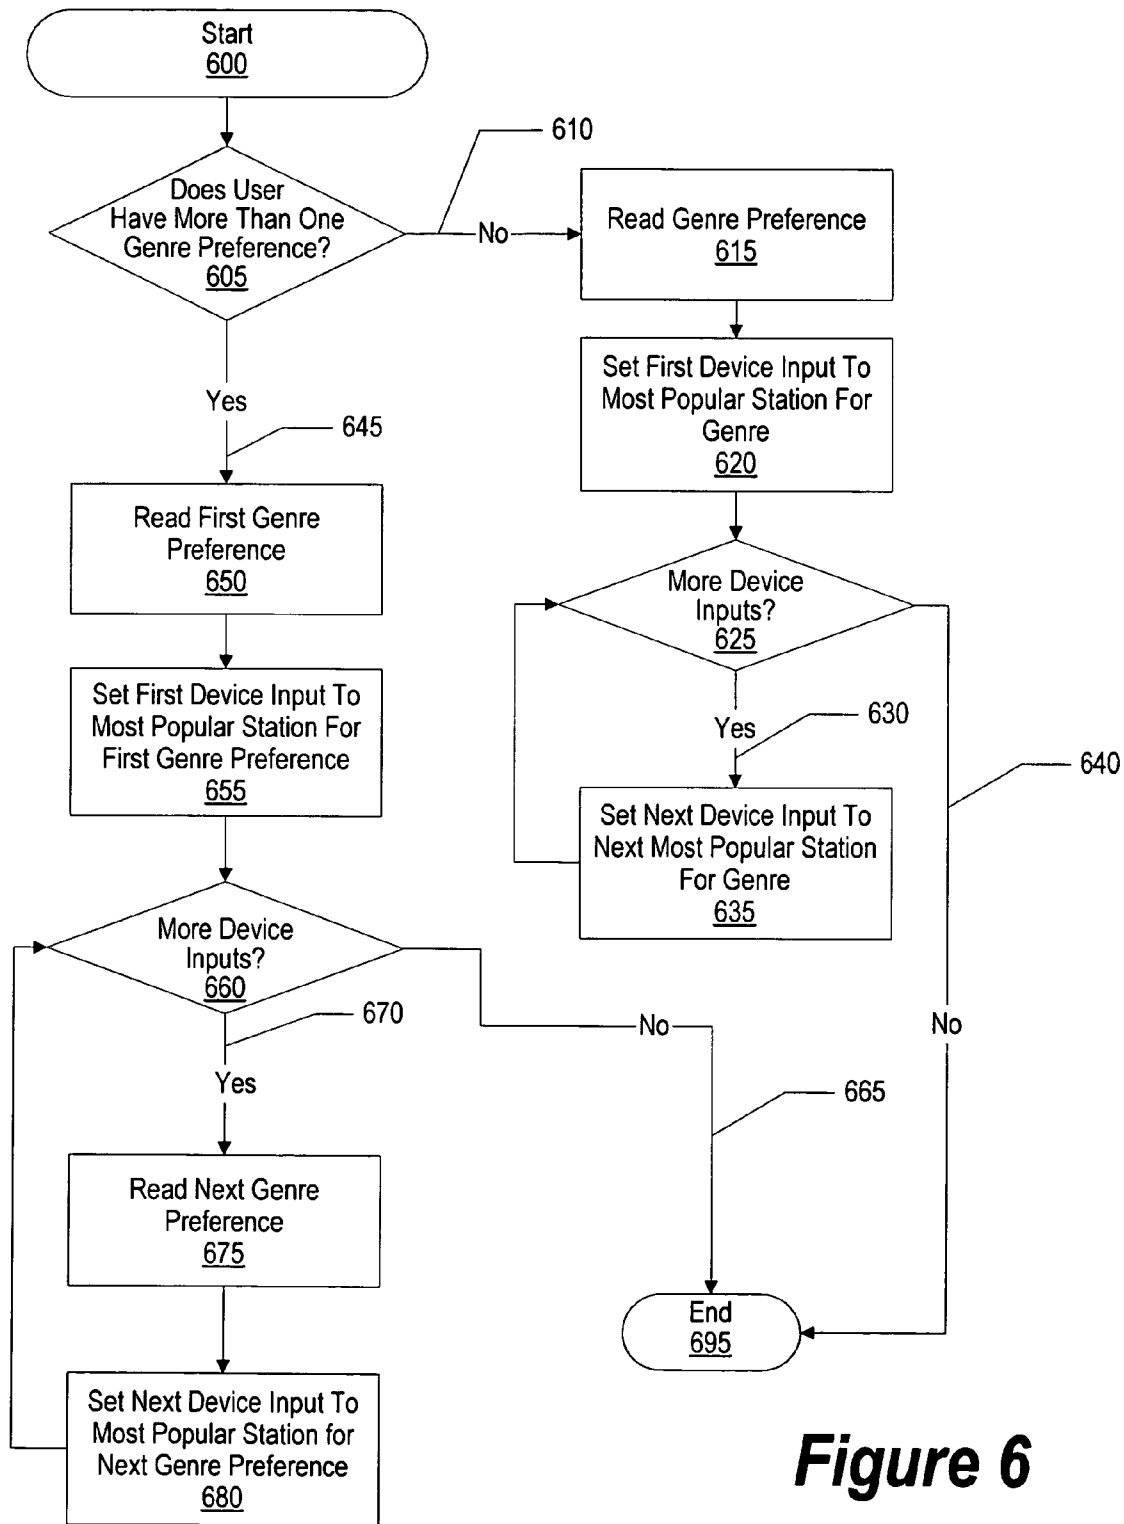 Start
600
Does User
Have More Than One
Genre Preference?
605
No
610
Read Genre Preference
615
Set First Device Input To
Most Popular Station For
Genre
620
Yes
645
Read First Genre
Preference
650
More Device
Inputs?
625
Set First Device Input To
Most Popular Station For
First Genre Preference
655
Yes
630
640
Set Next Device Input To
Next Most Popular Station
For Genre
635
More Device
Inputs?
660
670
No
No
Yes
665
Read Next Genre
Preference
675
End
695
Set Next Device Input To
Most Popular Station for
Next Genre Preference
680
Figure 6